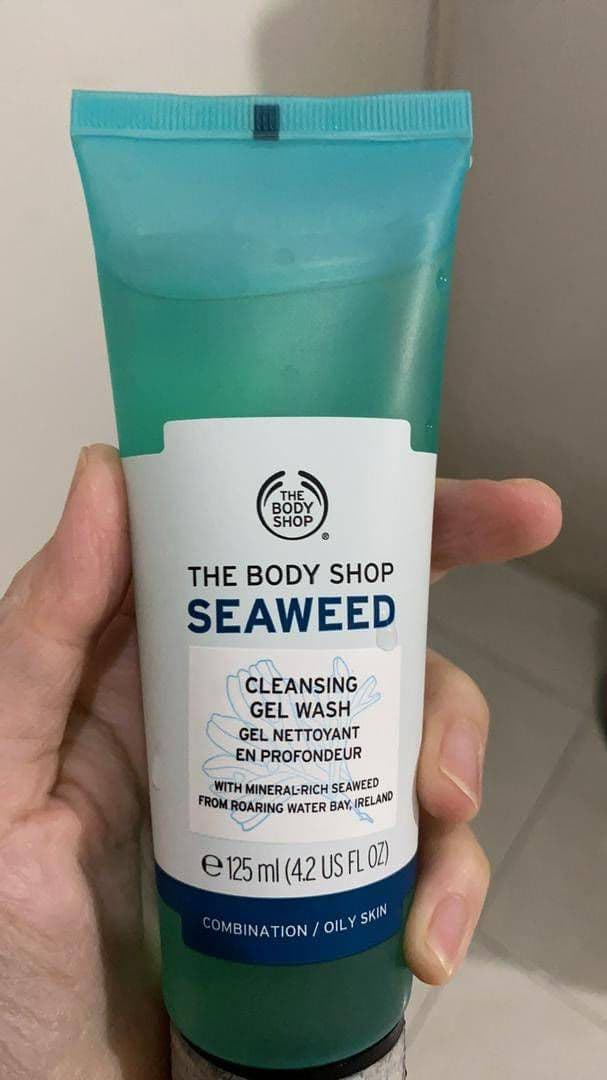 THE
BODY
SHOP
®
THE BODY SHOP
SEAWEED
CLEANSING
GEL WASH
GEL NETTOYANT
EN PROFONDEUR
WITH MINERAL-RICH SEAWEED
FROM ROARING WATER BAY, IRELAND
℮ 125 ml (4.2 US FL OZ)
COMBINATION / OILY SKIN